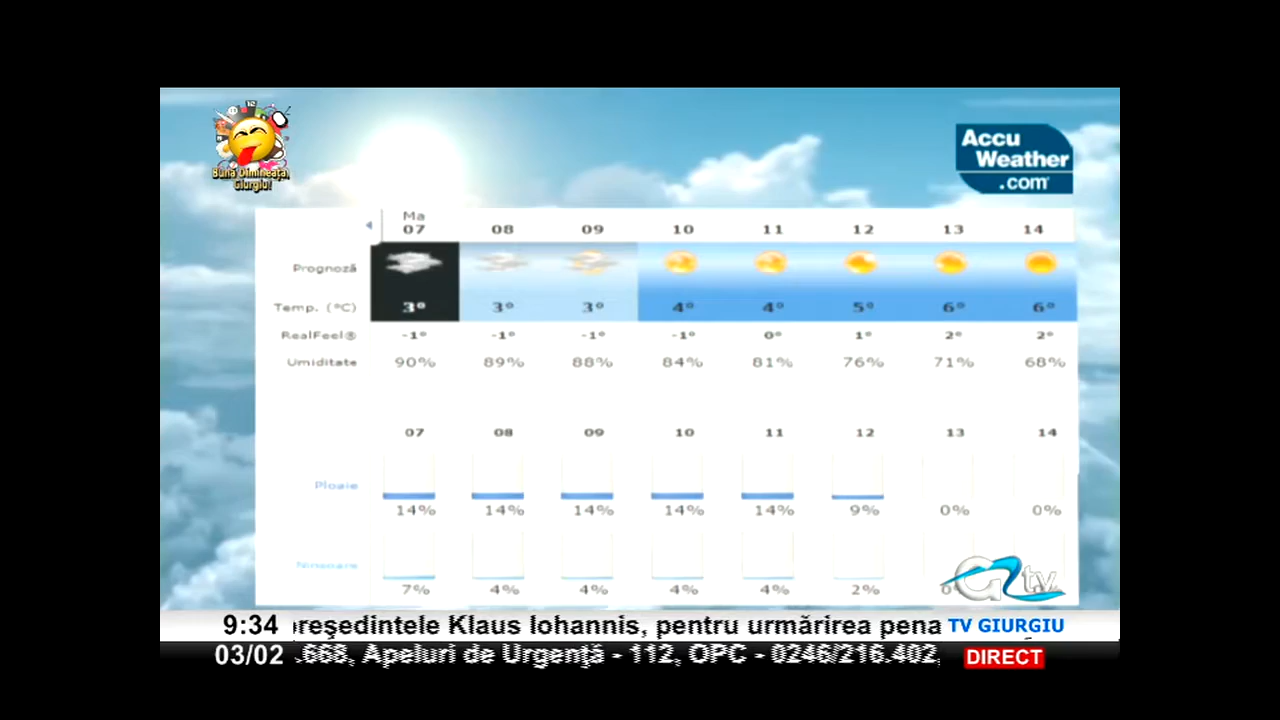 Bună Dimineața,
Giurgiu!
Accu
Weather
.com
Ma
07 08 09 10 11 12 13 14
Prognoză
Temp. (°C) 3° 3° 3° 4° 4° 5° 6° 6°
RealFeel® -1° -1° -1° -1° 0° 1° 2° 2°
Umiditate 90% 89% 88% 84% 81% 76% 71% 68%
07 08 09 10 11 12 13 14
Ploaie
14% 14% 14% 14% 14% 9% 0% 0%
Ninsoare
7% 4% 4% 4% 4% 2%
tv
9:34 președintele Klaus Iohannis, pentru urmărirea pena TV GIURGIU
03/02 .668, Apeluri de Urgenţă - 112, OPC - 0246/216.402, DIRECT